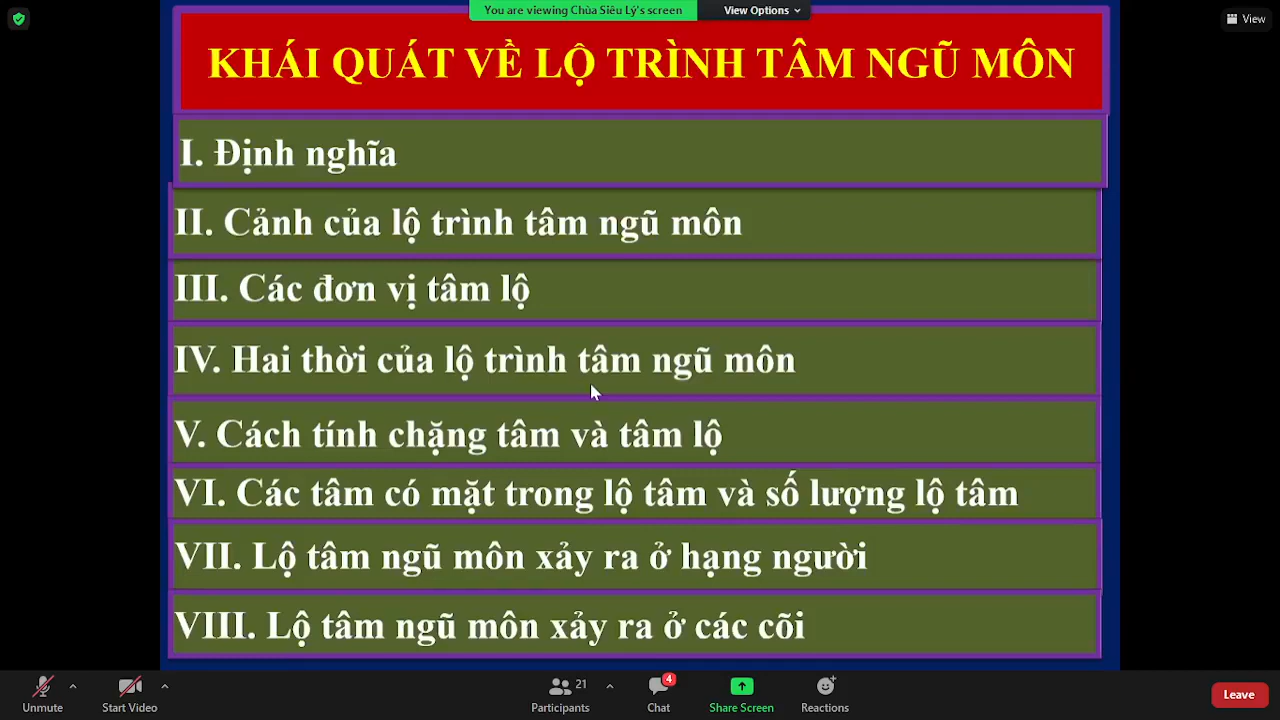 You are viewing Chùa Siêu Lý's screen
View Options
View
KHÁI QUÁT VỀ LỘ TRÌNH TÂM NGŨ MÔN
I. Định nghĩa
II. Cảnh của lộ trình tâm ngũ môn
III. Các đơn vị tâm lộ
IV. Hai thời của lộ trình tâm ngũ môn
V. Cách tính chặng tâm và tâm lộ
VI. Các tâm có mặt trong lộ tâm và số lượng lộ tâm
VII. Lộ tâm ngũ môn xảy ra ở hạng người
VIII. Lộ tâm ngũ môn xảy ra ở các cõi
Unmute
Start Video
21
Participants
4
Chat
Share Screen
Reactions
Leave